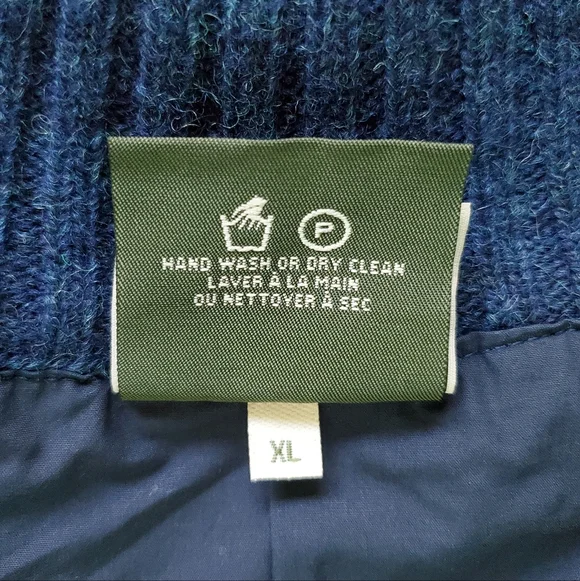 P
HAND WASH OR DRY CLEAN
LAVER À LA MAIN
OU NETTOYER À SEC
XL